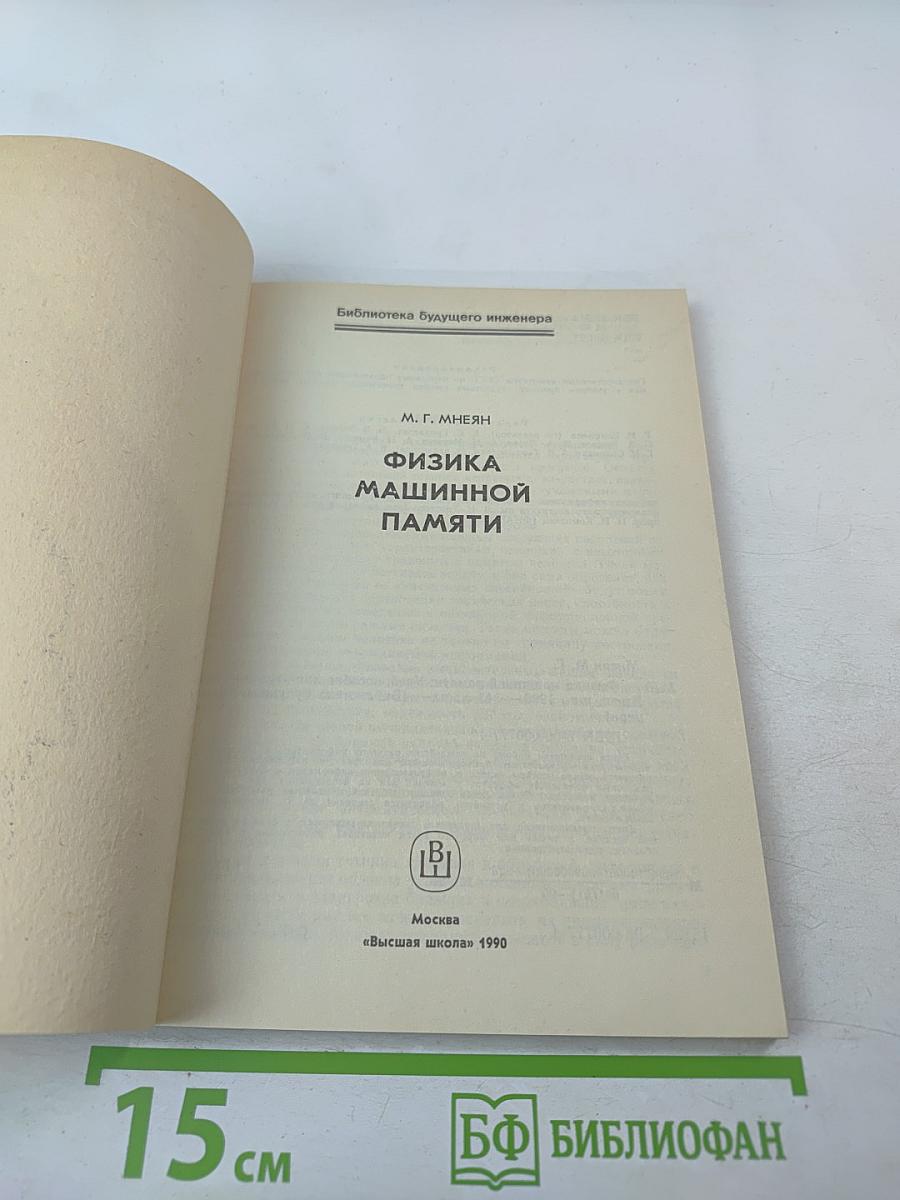 Библиотека будущего инженера
М. Г. МНЕЯН
ФИЗИКА
МАШИННОЙ
ПАМЯТИ
ВШ
Москва
«Высшая школа» 1990
15 см
БФ БИБЛИОФАН